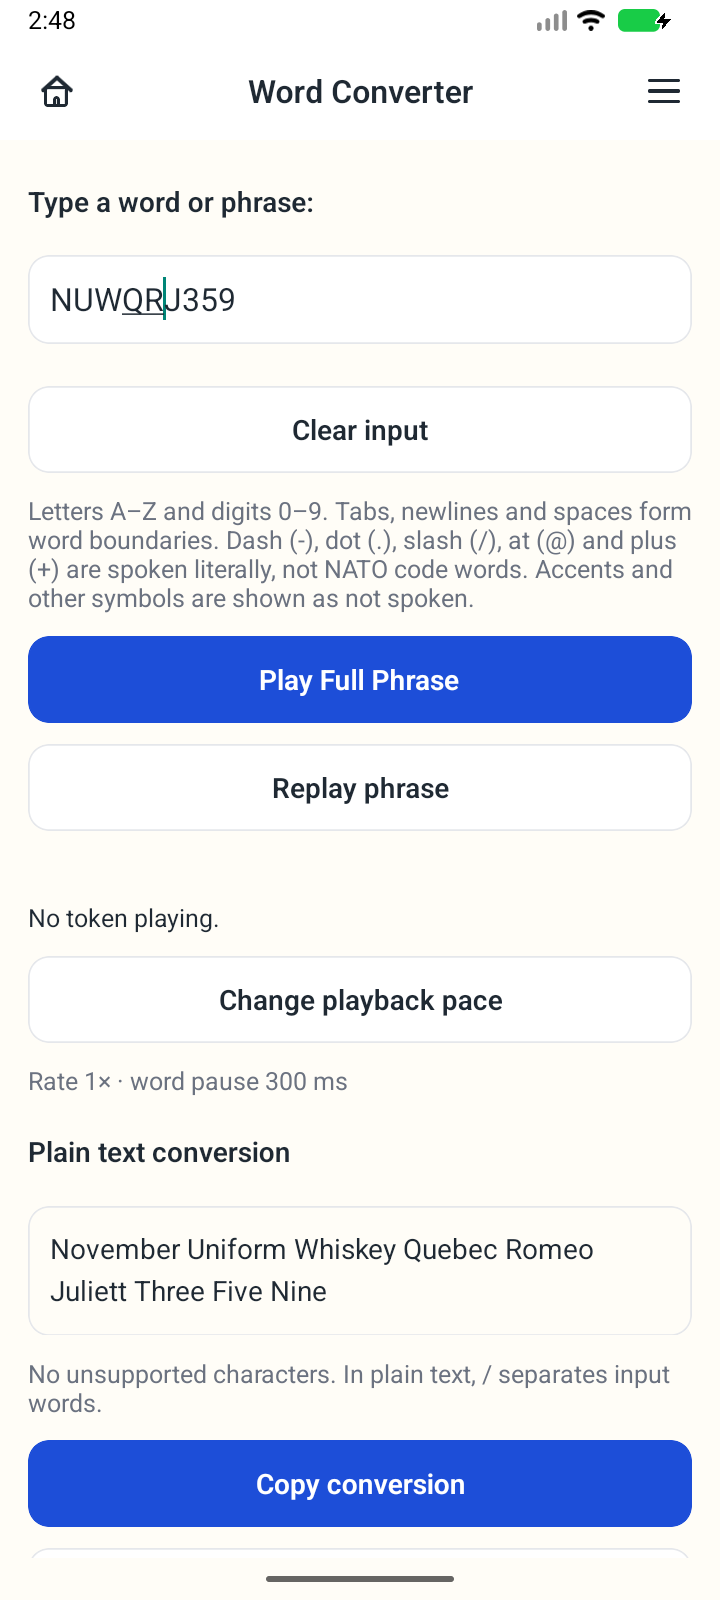 2:48
Word Converter
Type a word or phrase:
NUWQRJ359
Clear input
Letters A–Z and digits 0–9. Tabs, newlines and spaces form
word boundaries. Dash (-), dot (.), slash (/), at (@) and plus
(+) are spoken literally, not NATO code words. Accents and
other symbols are shown as not spoken.
Play Full Phrase
Replay phrase
No token playing.
Change playback pace
Rate 1× · word pause 300 ms
Plain text conversion
November Uniform Whiskey Quebec Romeo
Juliett Three Five Nine
No unsupported characters. In plain text, / separates input
words.
Copy conversion